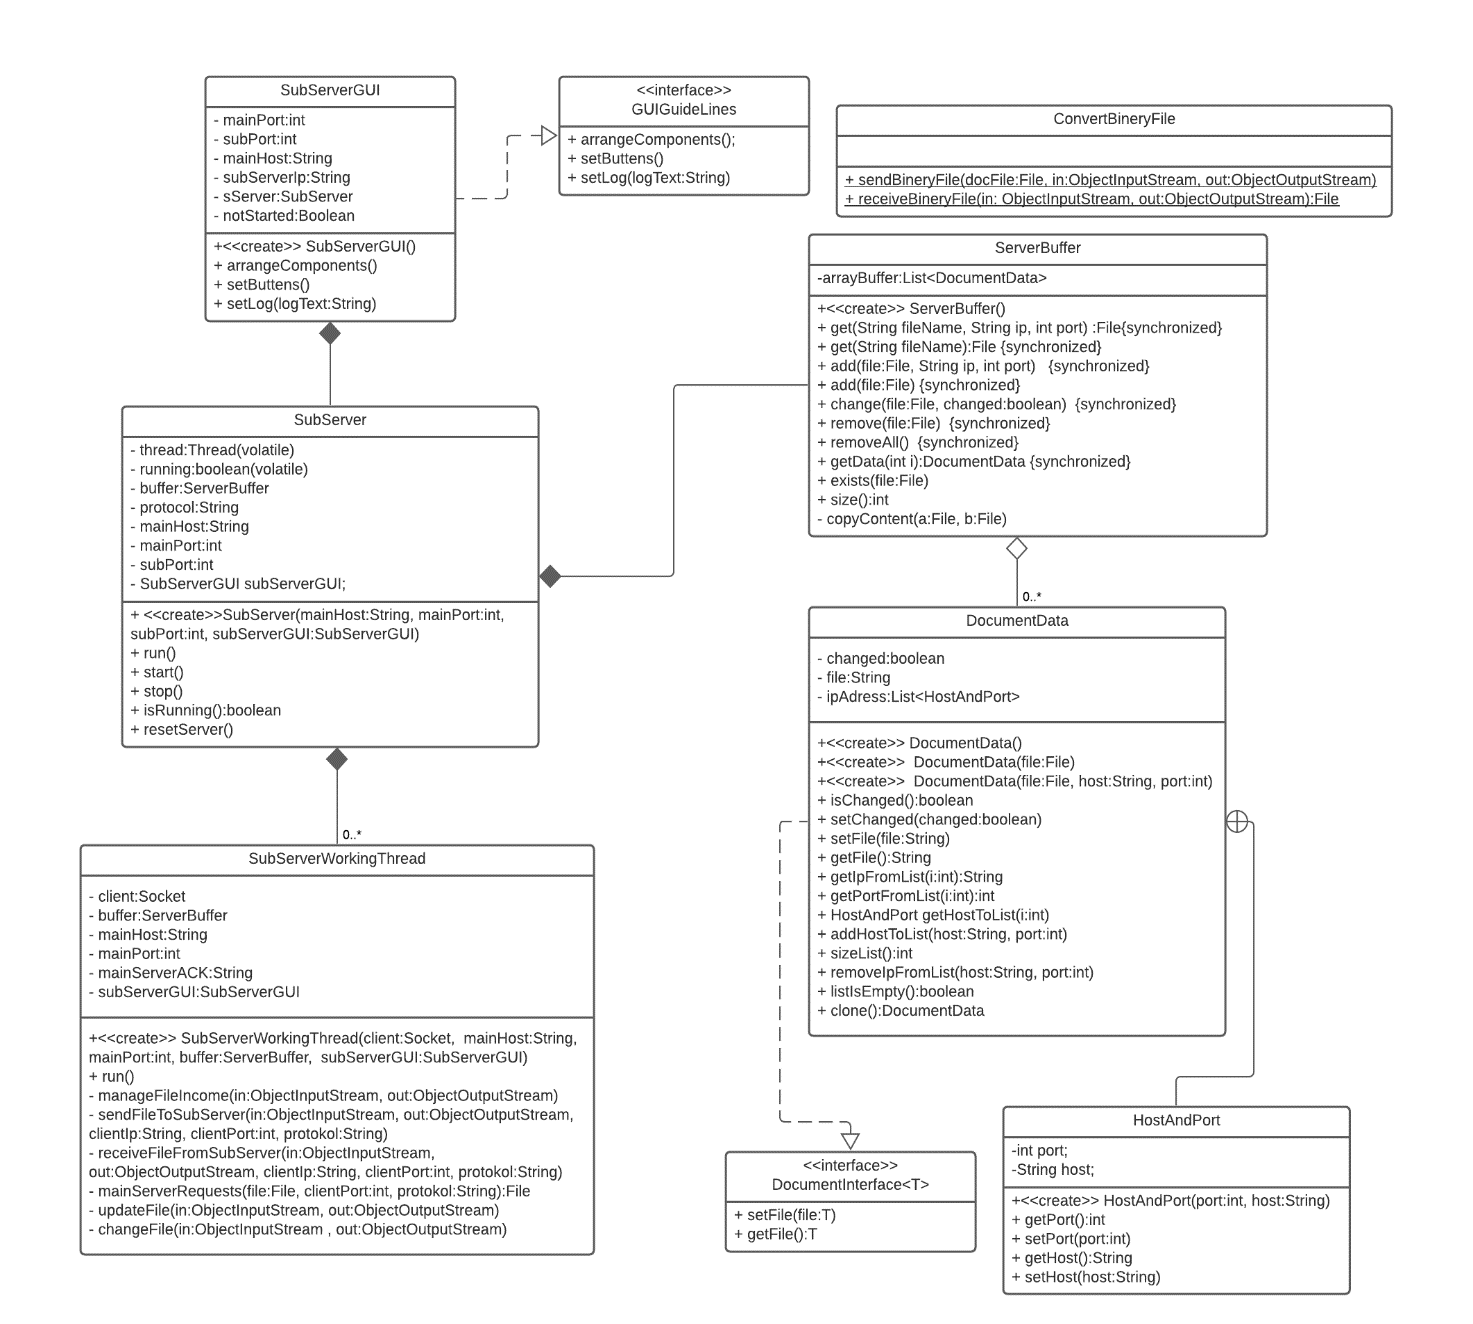 SubServerGUI
- mainPort:int
- subPort:int
- mainHost:String
- subServerIp:String
- sServer:SubServer
- notStarted:Boolean
+<<create>> SubServerGUI()
+ arrangeComponents()
+ setButtens()
+ setLog(logText:String)
<<interface>>
GUIGuideLines
+ arrangeComponents();
+ setButtens()
+ setLog(logText:String)
ConvertBineryFile
+ sendBineryFile(docFile:File, in:ObjectInputStream, out:ObjectOutputStream)
+ receiveBineryFile(in: ObjectInputStream, out:ObjectOutputStream):File
ServerBuffer
-arrayBuffer:List<DocumentData>
+<<create>> ServerBuffer()
+ get(String fileName, String ip, int port) :File{synchronized}
+ get(String fileName):File {synchronized}
+ add(file:File, String ip, int port)   {synchronized}
+ add(file:File) {synchronized}
+ change(file:File, changed:boolean)  {synchronized}
+ remove(file:File)  {synchronized}
+ removeAll()  {synchronized}
+ getData(int i):DocumentData {synchronized}
+ exists(file:File)
+ size():int
- copyContent(a:File, b:File)
SubServer
- thread:Thread(volatile)
- running:boolean(volatile)
- buffer:ServerBuffer
- protocol:String
- mainHost:String
- mainPort:int
- subPort:int
- SubServerGUI subServerGUI;
+ <<create>>SubServer(mainHost:String, mainPort:int,
subPort:int, subServerGUI:SubServerGUI)
+ run()
+ start()
+ stop()
+ isRunning():boolean
+ resetServer()
0..*
DocumentData
- changed:boolean
- file:String
- ipAdress:List<HostAndPort>
+<<create>> DocumentData()
+<<create>>  DocumentData(file:File)
+<<create>>  DocumentData(file:File, host:String, port:int)
+ isChanged():boolean
+ setChanged(changed:boolean)
+ setFile(file:String)
+ getFile():String
+ getIpFromList(i:int):String
+ getPortFromList(i:int):int
+ HostAndPort getHostToList(i:int)
+ addHostToList(host:String, port:int)
+ sizeList():int
+ removeIpFromList(host:String, port:int)
+ listIsEmpty():boolean
+ clone():DocumentData
0..*
SubServerWorkingThread
- client:Socket
- buffer:ServerBuffer
- mainHost:String
- mainPort:int
- mainServerACK:String
- subServerGUI:SubServerGUI
+<<create>> SubServerWorkingThread(client:Socket,  mainHost:String,
mainPort:int, buffer:ServerBuffer,  subServerGUI:SubServerGUI)
+ run()
- manageFileIncome(in:ObjectInputStream, out:ObjectOutputStream)
- sendFileToSubServer(in:ObjectInputStream, out:ObjectOutputStream,
clientIp:String, clientPort:int, protokol:String)
- receiveFileFromSubServer(in:ObjectInputStream,
out:ObjectOutputStream, clientIp:String, clientPort:int, protokol:String)
- mainServerRequests(file:File, clientPort:int, protokol:String):File
- updateFile(in:ObjectInputStream, out:ObjectOutputStream)
- changeFile(in:ObjectInputStream , out:ObjectOutputStream)
<<interface>>
DocumentInterface<T>
+ setFile(file:T)
+ getFile():T
HostAndPort
-int port;
-String host;
+<<create>> HostAndPort(port:int, host:String)
+ getPort():int
+ setPort(port:int)
+ getHost():String
+ setHost(host:String)